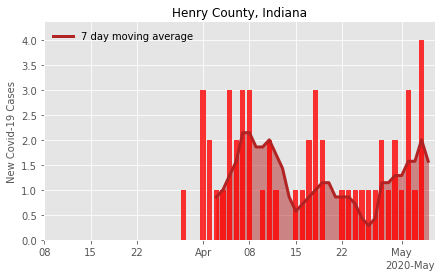 Henry County, Indiana
7 day moving average
New Covid-19 Cases
4.0
3.5
3.0
2.5
2.0
1.5
1.0
0.5
0.0
08 15 22 Apr 08 15 22 May
2020-May